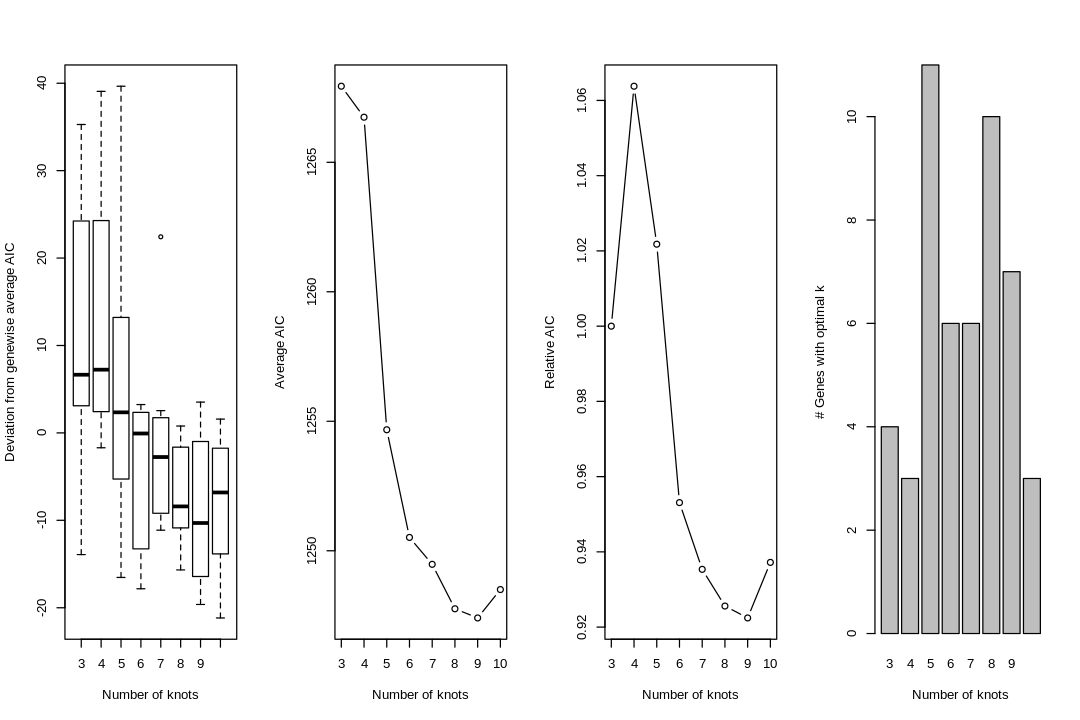 Deviation from genewise average AIC
40
30
20
10
0
-10
-20
3 4 5 6 7 8 9
Number of knots
Average AIC
1265
1260
1255
1250
3 4 5 6 7 8 9 10
Number of knots
Relative AIC
1.06
1.04
1.02
1.00
0.98
0.96
0.94
0.92
3 4 5 6 7 8 9 10
Number of knots
# Genes with optimal k
10
8
6
4
2
0
3 4 5 6 7 8 9
Number of knots